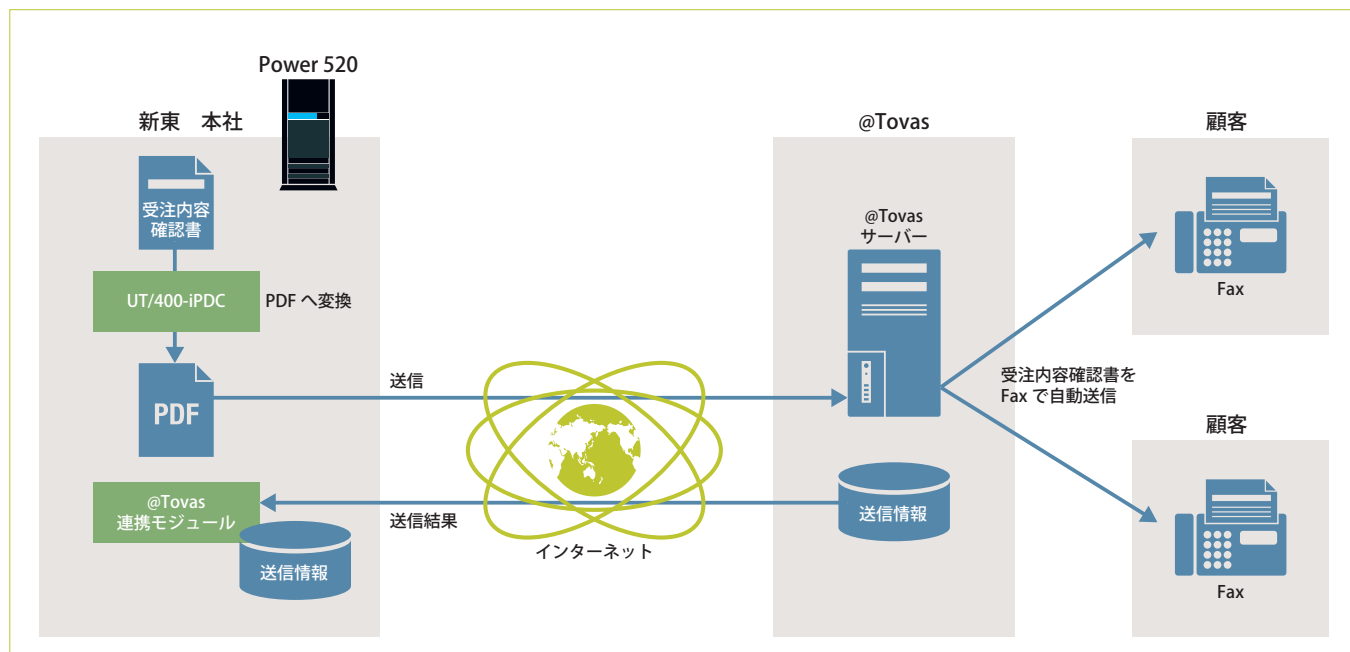 Power 520
新東　本社
受注内容
確認書
UT/400-iPDC
PDF へ変換
PDF
送信
@Tovas
連携モジュール
送信情報
送信結果
インターネット
@Tovas
@Tovas
サーバー
送信情報
受注内容確認書を
Fax で自動送信
顧客
Fax
顧客
Fax